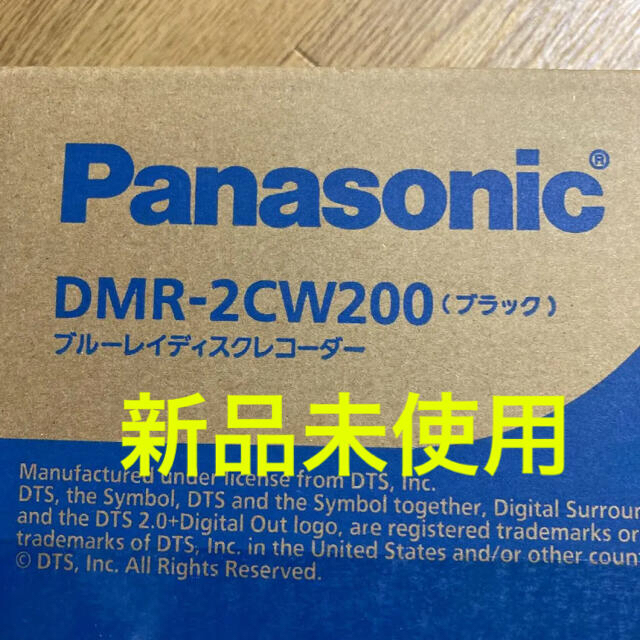 Panasonic®
DMR-2CW200(ブラック)
ブルーレイディスクレコーダー
新品未使用
Manufactured under license from DTS, Inc.
DTS, the Symbol, DTS and the Symbol together, Digital Surrou
and the DTS 2.0+Digital Out logo, are registered trademarks or
trademarks of DTS, Inc. in the United States and/or other coun
© DTS, Inc. All Rights Reserved.